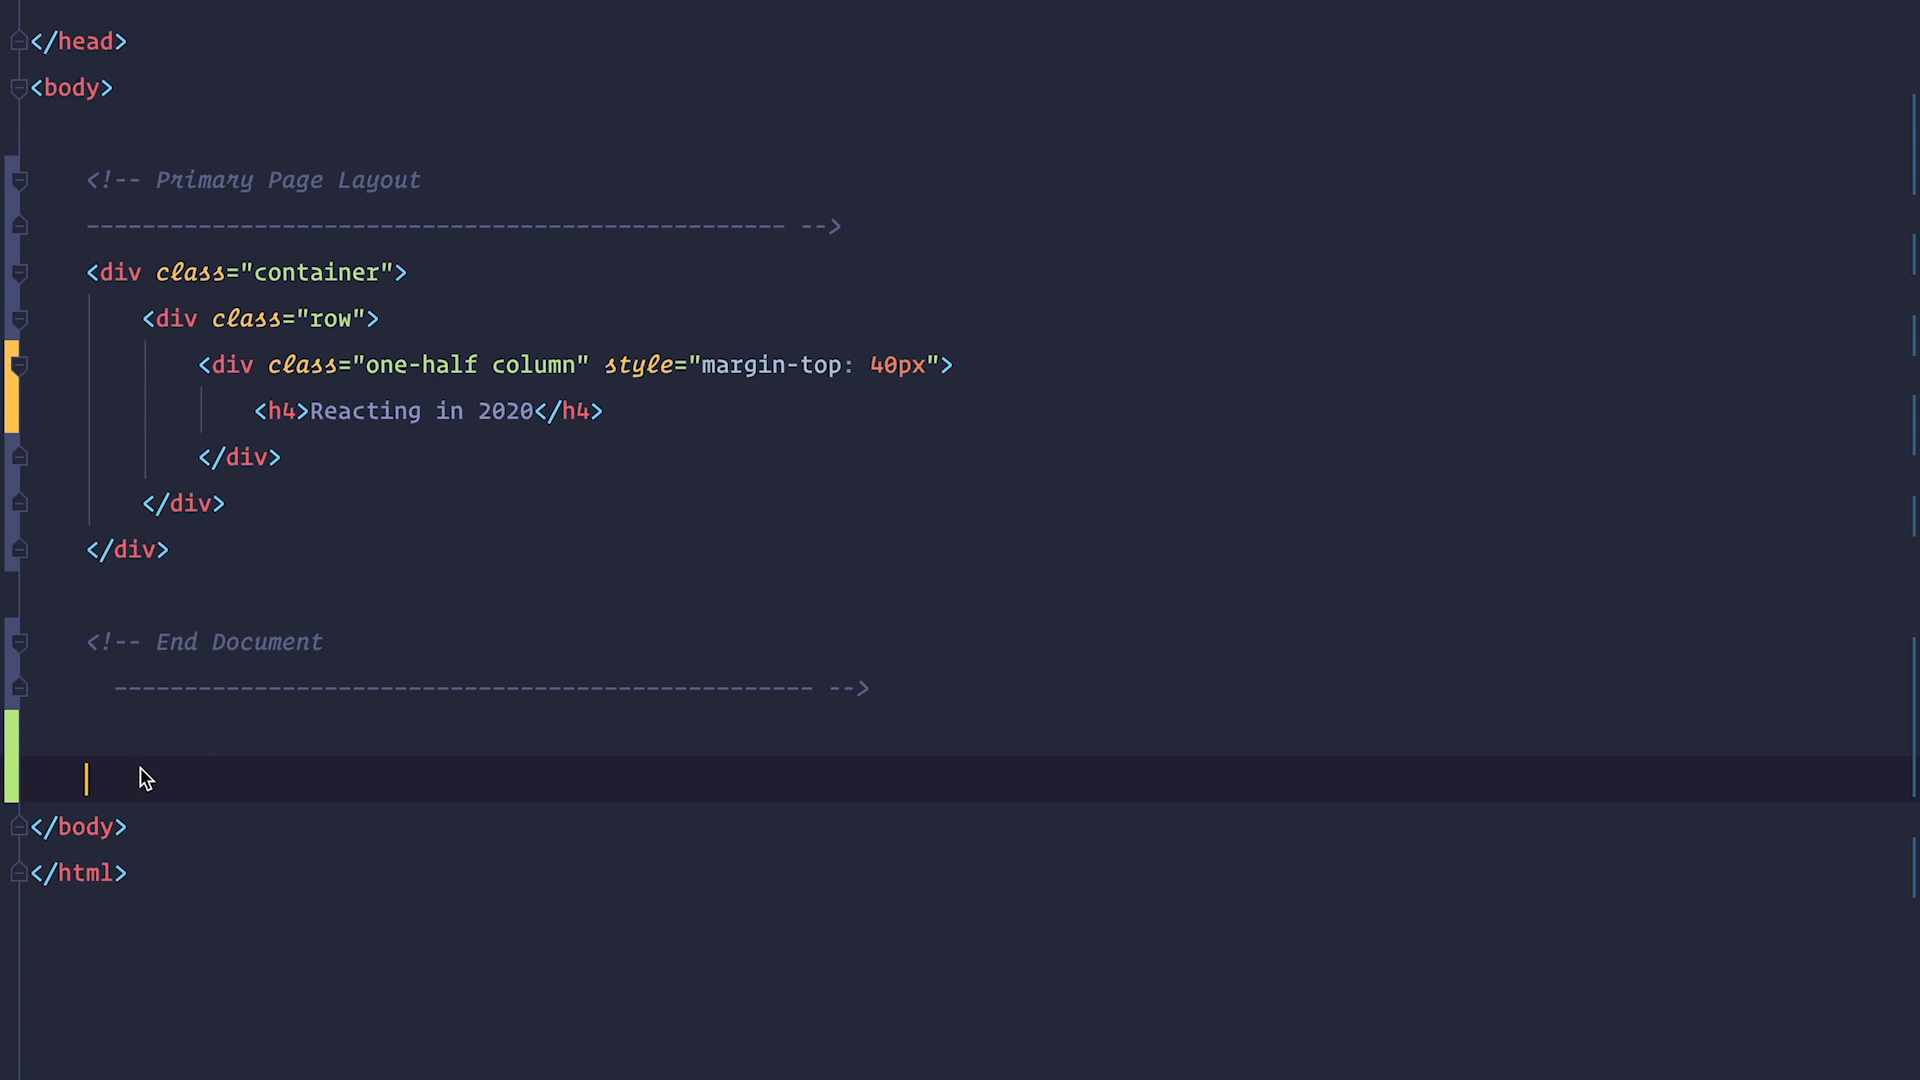 </head>
<body>
<!-- Primary Page Layout
–––––––––––––––––––––––––––––––––––––––––––––––––– -->
<div class="container">
<div class="row">
<div class="one-half column" style="margin-top: 40px">
<h4>Reacting in 2020</h4>
</div>
</div>
</div>
<!-- End Document
–––––––––––––––––––––––––––––––––––––––––––––––––– -->
</body>
</html>